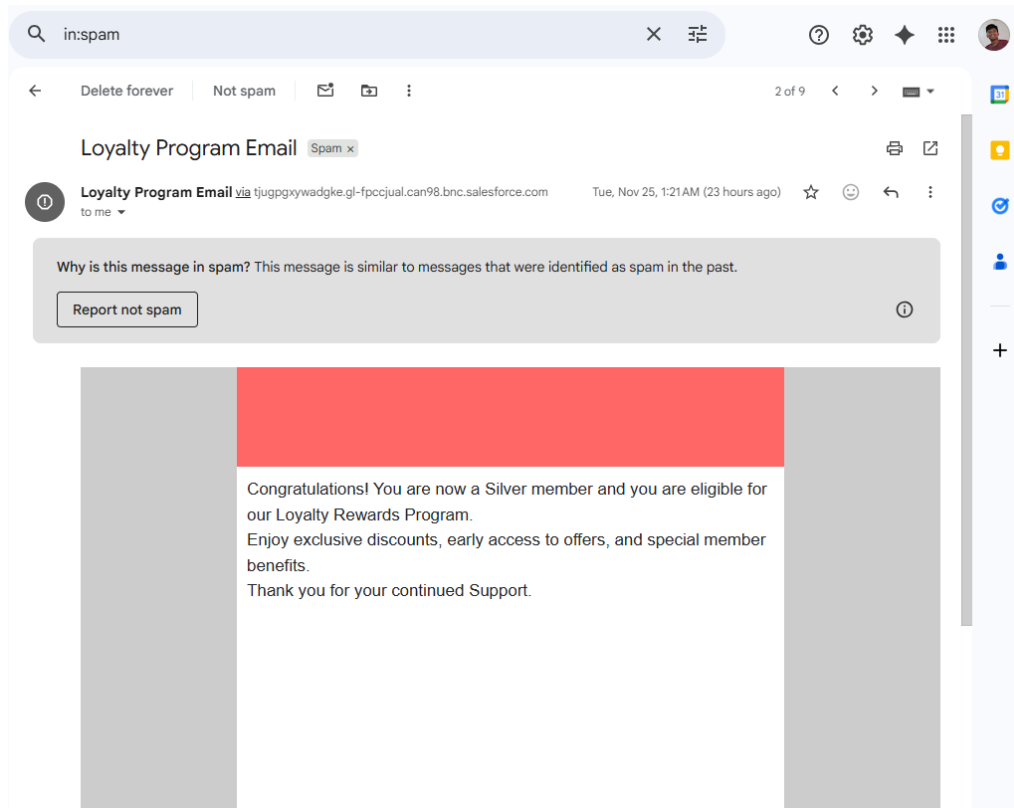 in:spam
Delete forever Not spam 2 of 9
Loyalty Program Email Spam x
Loyalty Program Email via tjugpgxywadgke.gl-fpccjual.can98.bnc.salesforce.com Tue, Nov 25, 1:21 AM (23 hours ago)
to me
Why is this message in spam? This message is similar to messages that were identified as spam in the past.
Report not spam
31
Congratulations! You are now a Silver member and you are eligible for
our Loyalty Rewards Program.
Enjoy exclusive discounts, early access to offers, and special member
benefits.
Thank you for your continued Support.